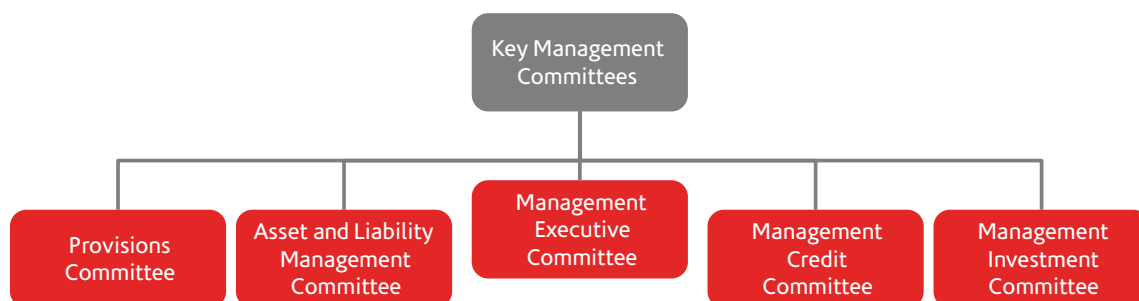 Key Management
Committees
Provisions
Committee
Asset and Liability
Management
Committee
Management
Executive
Committee
Management
Credit
Committee
Management
Investment
Committee